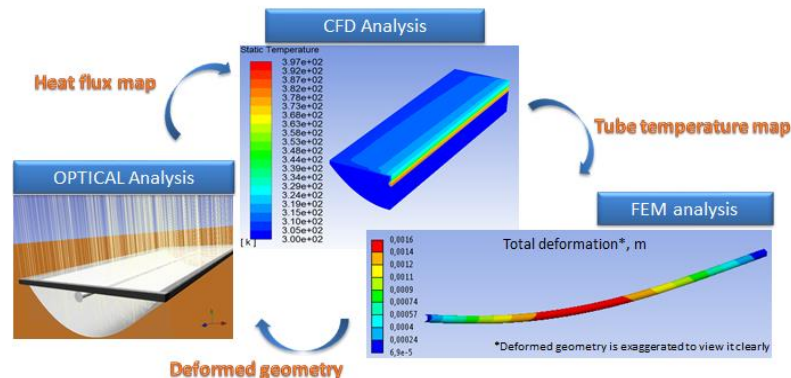 CFD Analysis
Static Temperature
3.97e+02
3.92e+02
3.87e+02
3.82e+02
3.78e+02
3.73e+02
3.68e+02
3.63e+02
3.58e+02
3.53e+02
3.48e+02
3.44e+02
3.39e+02
3.34e+02
3.29e+02
3.24e+02
3.19e+02
3.15e+02
3.10e+02
3.05e+02
3.00e+02
[ k ]
Heat flux map
Tube temperature map
OPTICAL Analysis
FEM analysis
Total deformation*, m
0,0016
0,0014
0,0012
0,0011
0,0009
0,00074
0,00057
0,0004
0,00024
6,9e-5
*Deformed geometry is exaggerated to view it clearly
Deformed geometry